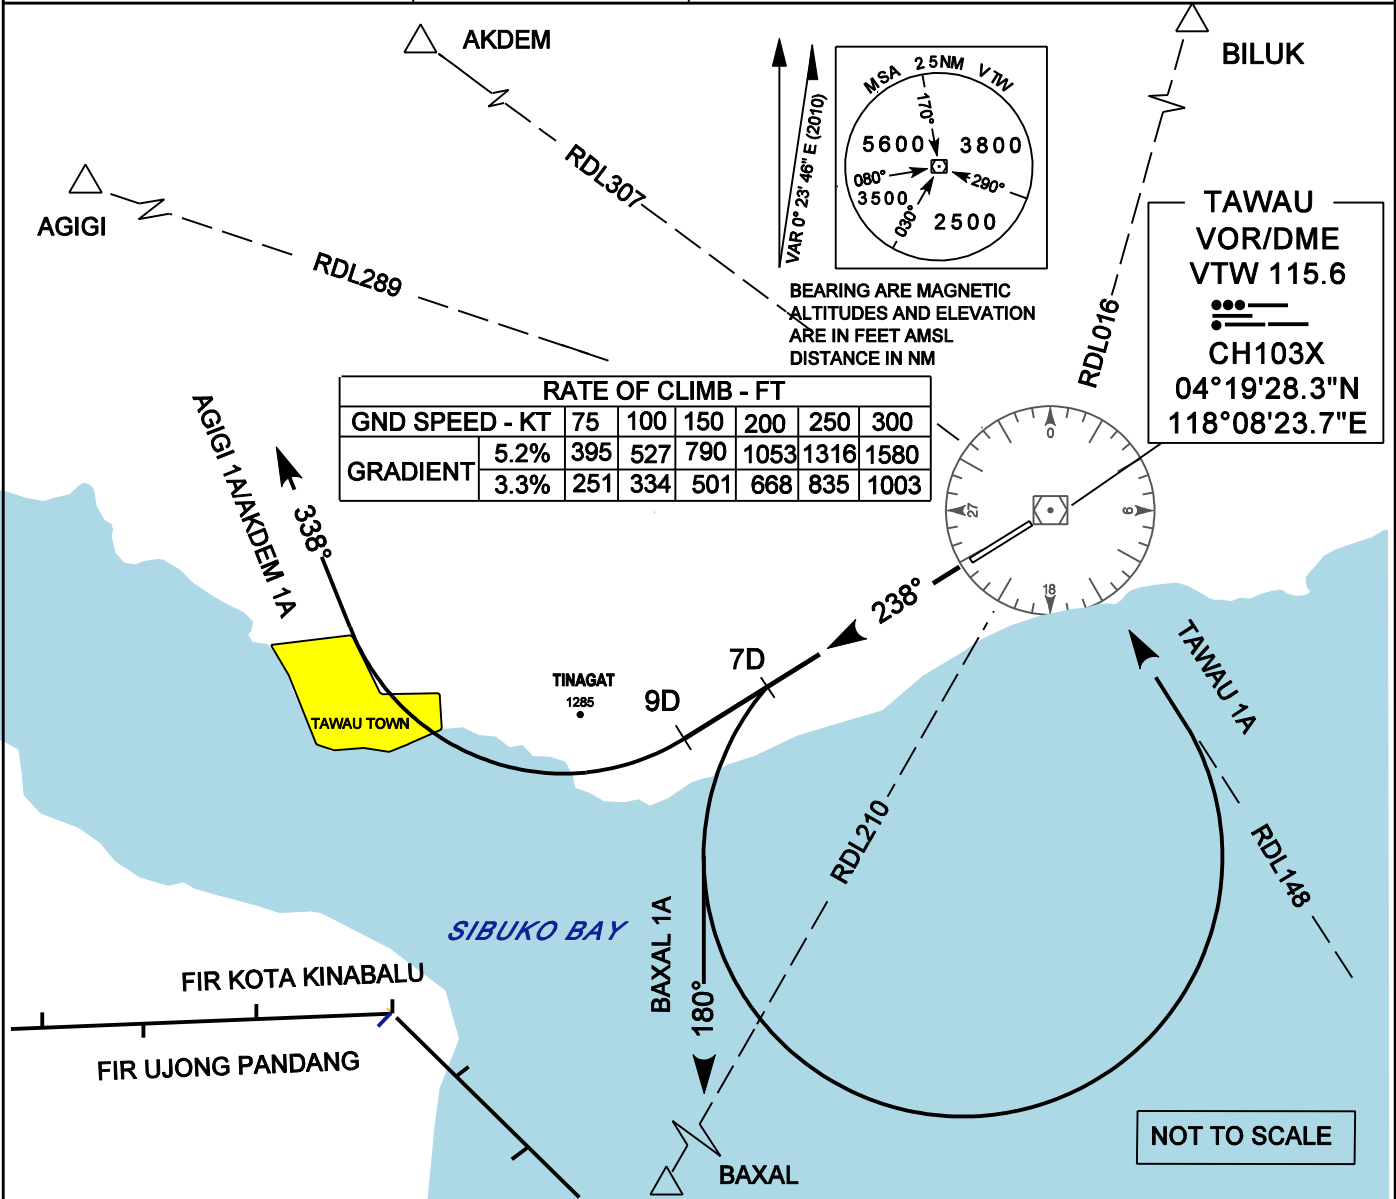 AKDEM
BILUK
AGIGI
RDL307
RDL289
VAR 0° 23' 46" E (2010)
MSA 25NM VTW
170°
5600 3800
080° 290°
3500
030° 2500
BEARING ARE MAGNETIC
ALTITUDES AND ELEVATION
ARE IN FEET AMSL
DISTANCE IN NM
RDL016
TAWAU
VOR/DME
VTW 115.6
CH103X
04°19'28.3"N
118°08'23.7"E
RATE OF CLIMB - FT
GND SPEED - KT 75 100 150 200 250 300
GRADIENT 5.2% 395 527 790 1053 1316 1580
3.3% 251 334 501 668 835 1003
AGIGI 1A/AKDEM 1A
338°
0
27
9
18
238°
7D
9D
TINAGAT
1285
TAWAU TOWN
TAWAU 1A
RDL210
RDL148
SIBUKO BAY
BAXAL 1A
180°
FIR KOTA KINABALU
FIR UJONG PANDANG
BAXAL
NOT TO SCALE